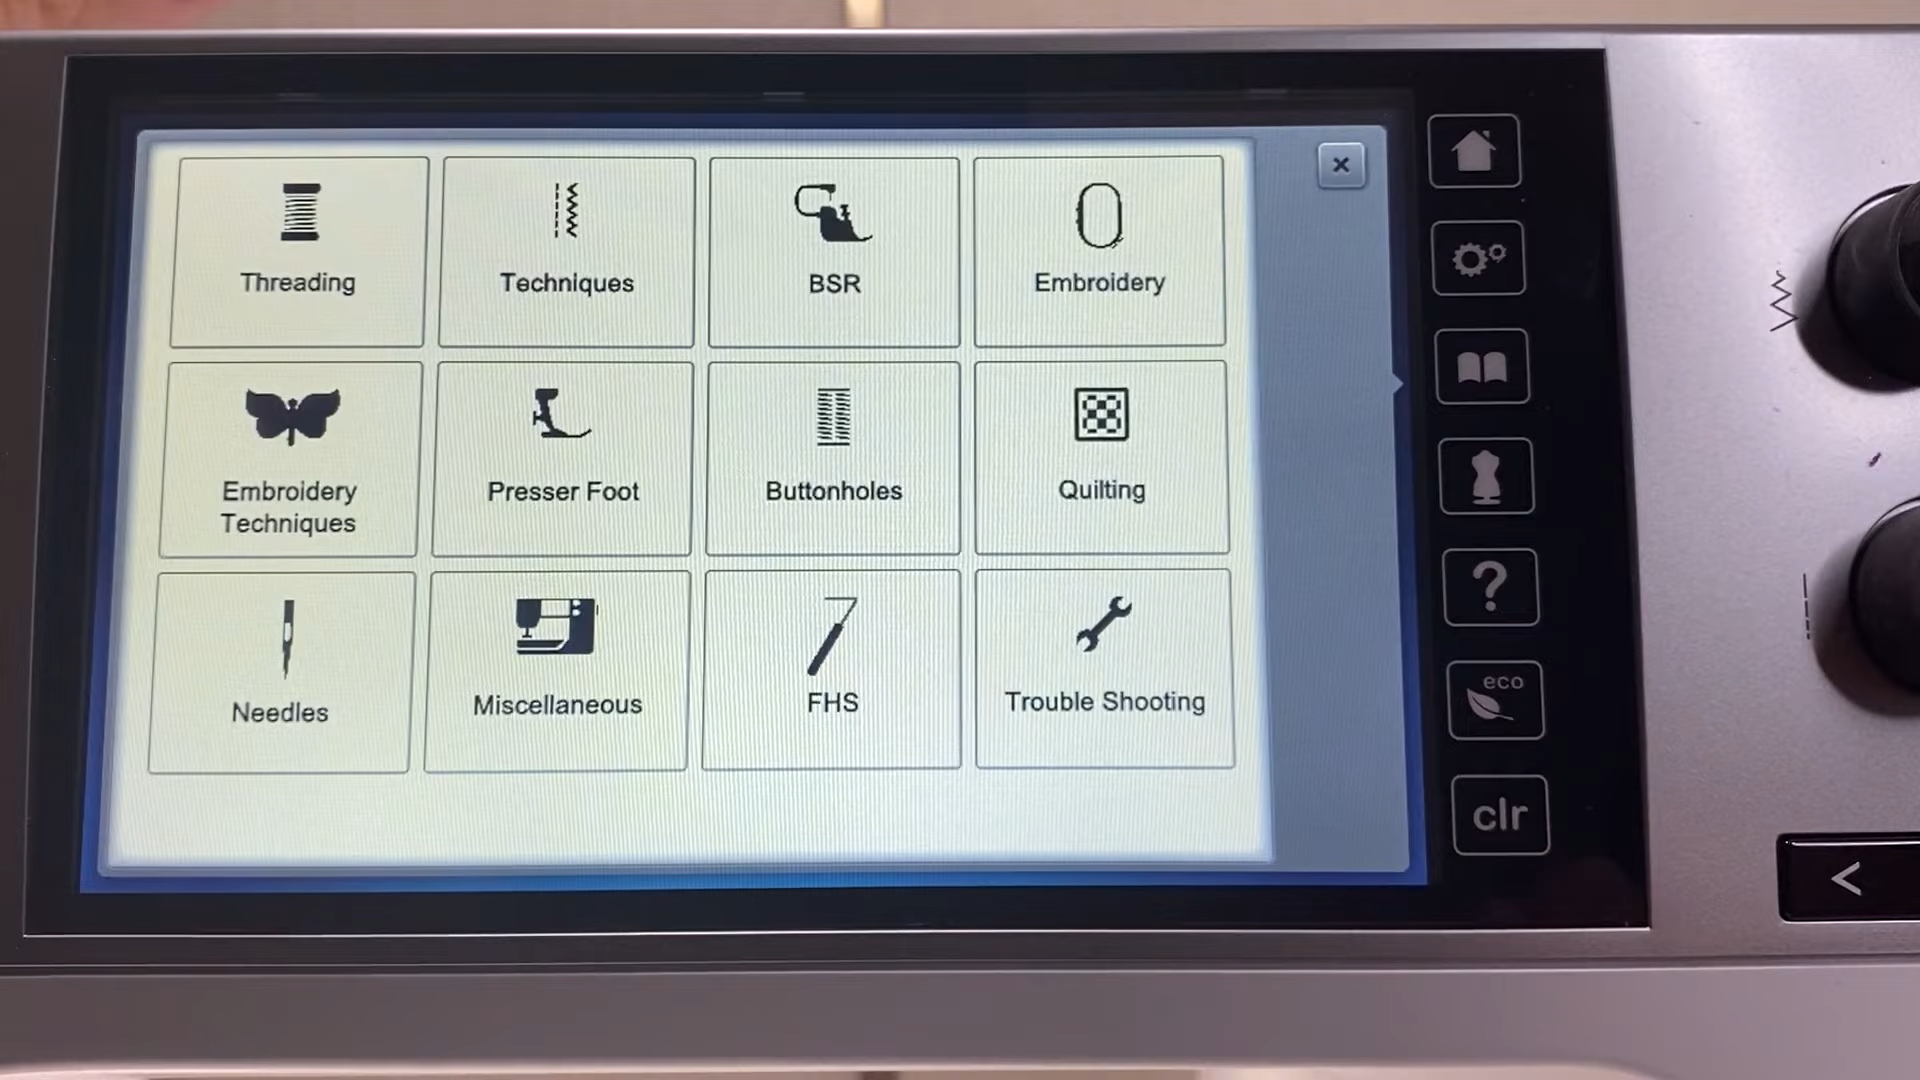 Threading
Techniques
BSR
Embroidery
Embroidery
Techniques
Presser Foot
Buttonholes
Quilting
Needles
Miscellaneous
FHS
Trouble Shooting
?
eco
clr
<